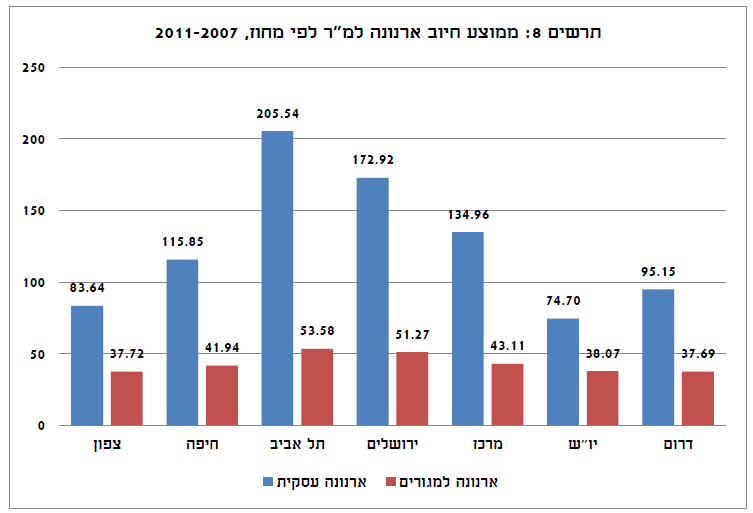 תרשים 8: ממוצע חיוב ארנונה למ"ר לפי מחוז, 2011-2007
250
200
150
100
50
0
83.64
37.72
115.85
41.94
205.54
53.58
172.92
51.27
134.96
43.11
74.70
38.07
95.15
37.69
צפון
חיפה
תל אביב
ירושלים
מרכז
יו"ש
דרום
ארנונה עסקית
ארנונה למגורים